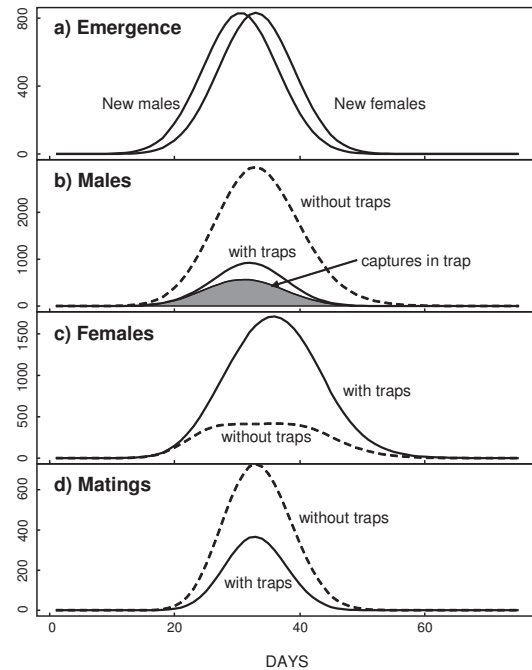 a) Emergence
800
400
0
New males
New females
b) Males
2000
1000
0
without traps
with traps
captures in trap
c) Females
1500
1000
500
0
with traps
without traps
d) Matings
600
400
200
0
without traps
with traps
0 20 40 60
DAYS